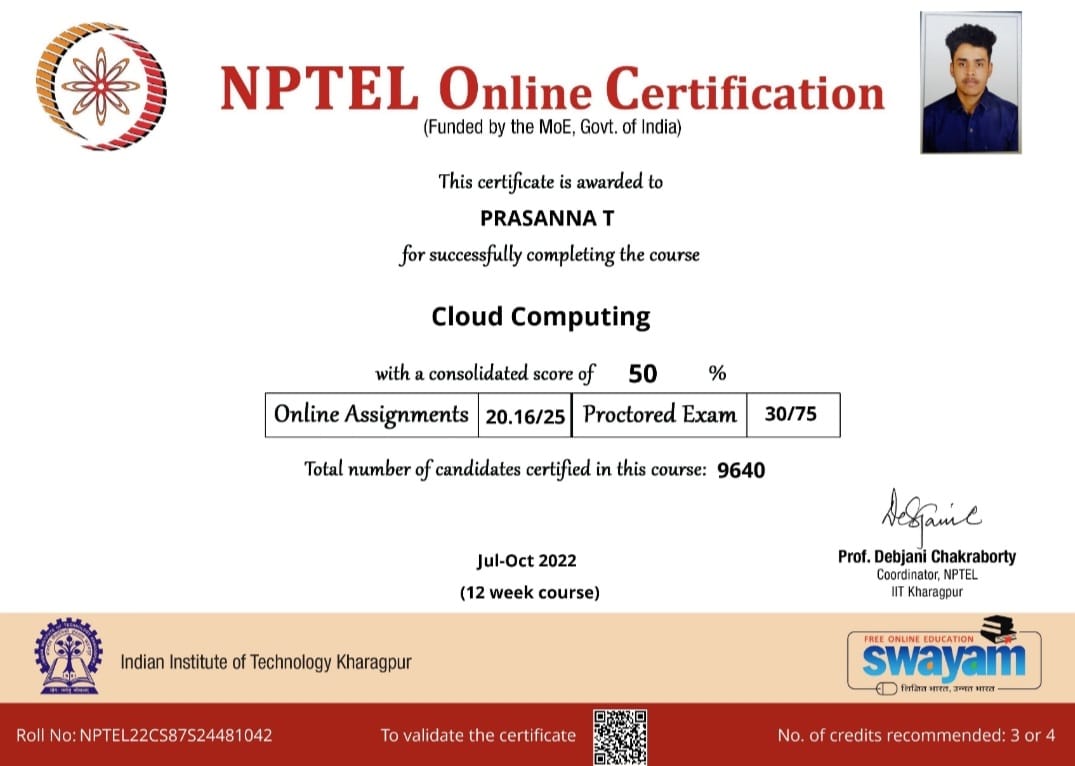 NPTEL Online Certification
(Funded by the MoE, Govt. of India)
This certificate is awarded to
PRASANNA T
for successfully completing the course
Cloud Computing
with a consolidated score of 50 %
Online Assignments 20.16/25 Proctored Exam 30/75
Total number of candidates certified in this course: 9640
Jul-Oct 2022
(12 week course)
Prof. Debjani Chakraborty
Coordinator, NPTEL
IIT Kharagpur
Indian Institute of Technology Kharagpur
FREE ONLINE EDUCATION
swayam
शिक्षित भारत, उन्नत भारत
Roll No: NPTEL22CS87S24481042
To validate the certificate
No. of credits recommended: 3 or 4